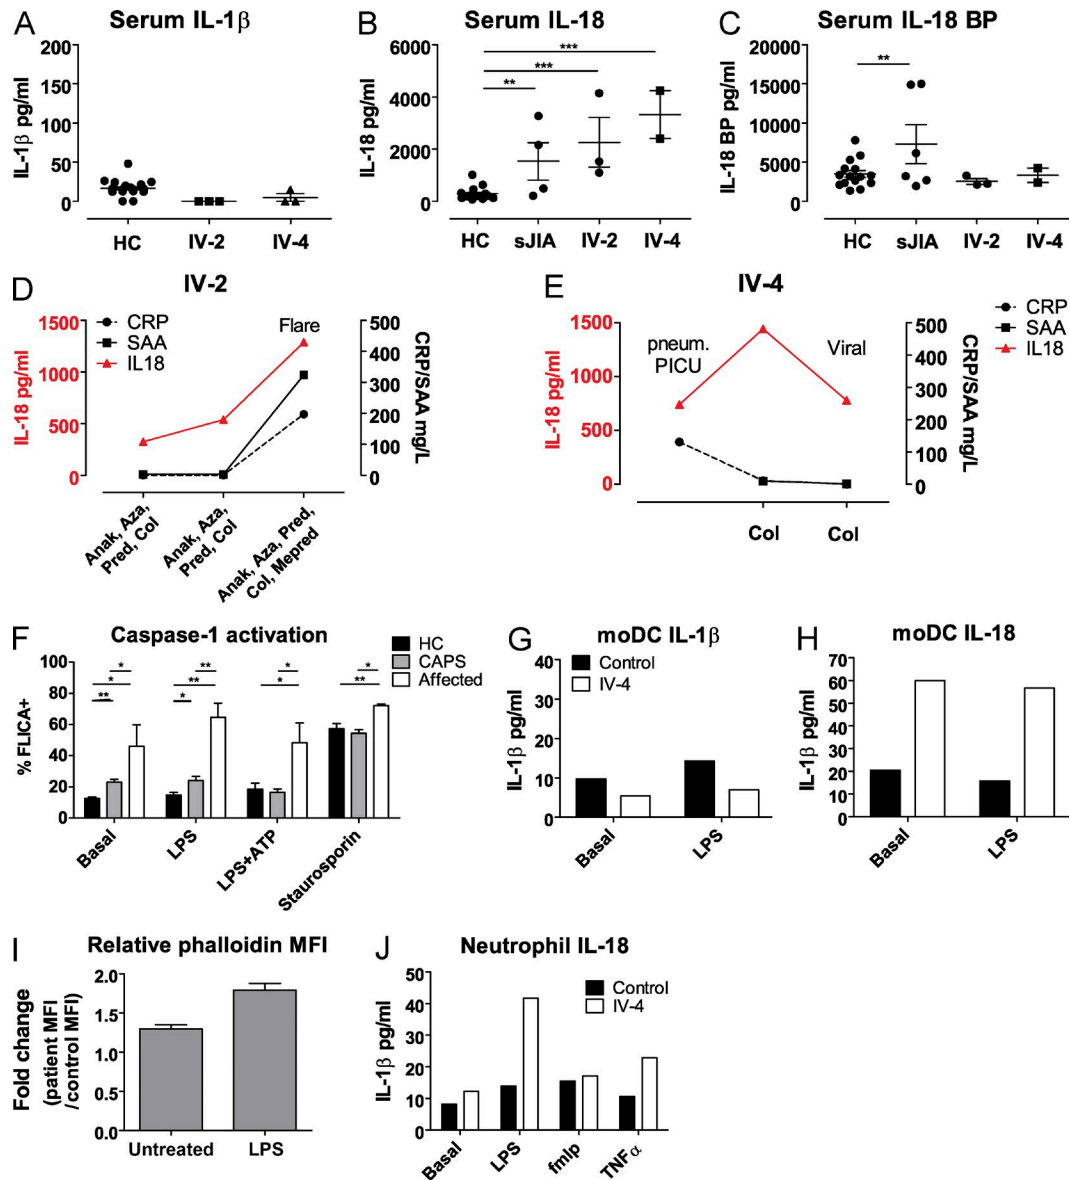 A
Serum IL-1β
IL-1β pg/ml
200
150
100
50
0
HC
IV-2
IV-4
B
Serum IL-18
IL-18 pg/ml
6000
4000
2000
0
**
***
***
HC
sJIA
IV-2
IV-4
C
Serum IL-18 BP
IL-18 BP pg/ml
20000
15000
10000
5000
0
**
HC
sJIA
IV-2
IV-4
D
IV-2
CRP
SAA
IL18
Flare
IL-18 pg/ml
1500
1000
500
0
500
400
300
200
100
0
CRP/SAA mg/L
Anak, Aza,
Pred, Col
Anak, Aza,
Pred, Col
Anak, Aza, Pred,
Col, Mepred
E
IV-4
CRP
SAA
IL18
pneum.
PICU
Viral
IL-18 pg/ml
1500
1000
500
0
500
400
300
200
100
0
CRP/SAA mg/L
Col
Col
F
Caspase-1 activation
HC
CAPS
Affected
% FLICA+
100
80
60
40
20
0
*
*
**
**
**
*
*
*
*
**
Basal
LPS
LPS+ATP
Staurosporin
G
moDC IL-1β
Control
IV-4
IL-1β pg/ml
40
30
20
10
0
Basal
LPS
H
moDC IL-18
IL-1β pg/ml
70
60
50
40
30
20
10
0
Basal
LPS
I
Relative phalloidin MFI
Fold change
(patient MFI
/control MFI)
2.0
1.5
1.0
0.5
0.0
Untreated
LPS
J
Neutrophil IL-18
Control
IV-4
IL-1β pg/ml
50
40
30
20
10
0
Basal
LPS
fmlp
TNFα